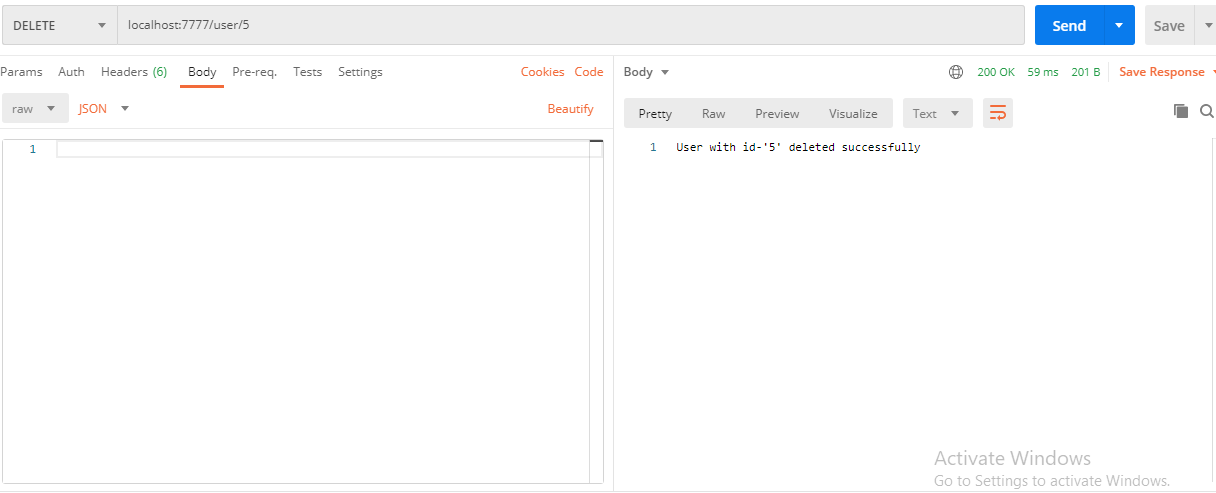 DELETE localhost:7777/user/5 Send Save
Params Auth Headers (6) Body Pre-req. Tests Settings Cookies Code
Body 200 OK 59 ms 201 B Save Response
raw JSON Beautify
Pretty Raw Preview Visualize Text
1
1 User with id-'5' deleted successfully
Activate Windows
Go to Settings to activate Windows.